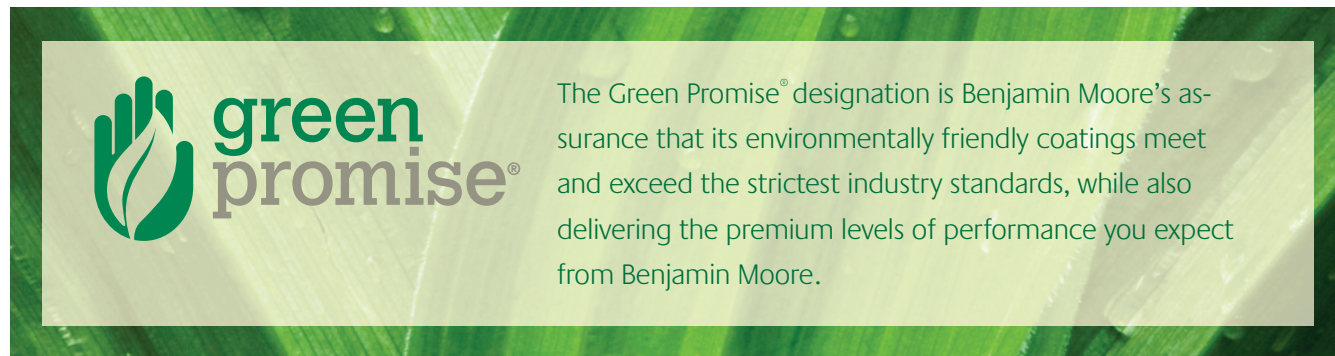 green
promise®
The Green Promise® designation is Benjamin Moore’s as-
surance that its environmentally friendly coatings meet
and exceed the strictest industry standards, while also
delivering the premium levels of performance you expect
from Benjamin Moore.